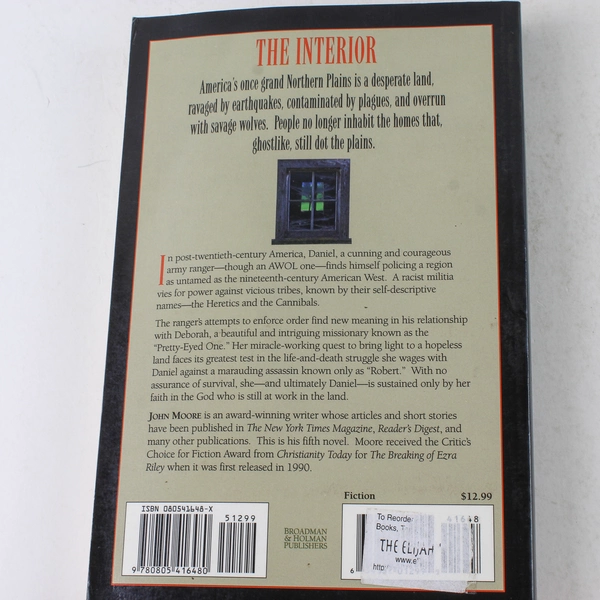 THE INTERIOR
America's once grand Northern Plains is a desperate land,
ravaged by earthquakes, contaminated by plagues, and overrun
with savage wolves. People no longer inhabit the homes that,
ghostlike, still dot the plains.
In post-twentieth-century America, Daniel, a cunning and courageous
army ranger—though an AWOL one—finds himself policing a region
as untamed as the nineteenth-century American West. A racist militia
vies for power against vicious tribes, known by their self-descriptive
names—the Heretics and the Cannibals.
The ranger's attempts to enforce order find new meaning in his relationship
with Deborah, a beautiful and intriguing missionary known as the
"Pretty-Eyed One." Her miracle-working quest to bring light to a hopeless
land faces its greatest test in the life-and-death struggle she wages with
Daniel against a marauding assassin known only as "Robert." With no
assurance of survival, she—and ultimately Daniel—is sustained only by her
faith in the God who is still at work in the land.
JOHN MOORE is an award-winning writer whose articles and short stories
have been published in The New York Times Magazine, Reader's Digest, and
many other publications. This is his fifth novel. Moore received the Critic's
Choice for Fiction Award from Christianity Today for The Breaking of Ezra
Riley when it was first released in 1990.
Fiction $12.99
ISBN 080541648-X
51299
9 780805 416480
BROADMAN
& HOLMAN
PUBLISHERS
To Reorder
Books, T
THE ELIJAH
www.e
http:
6